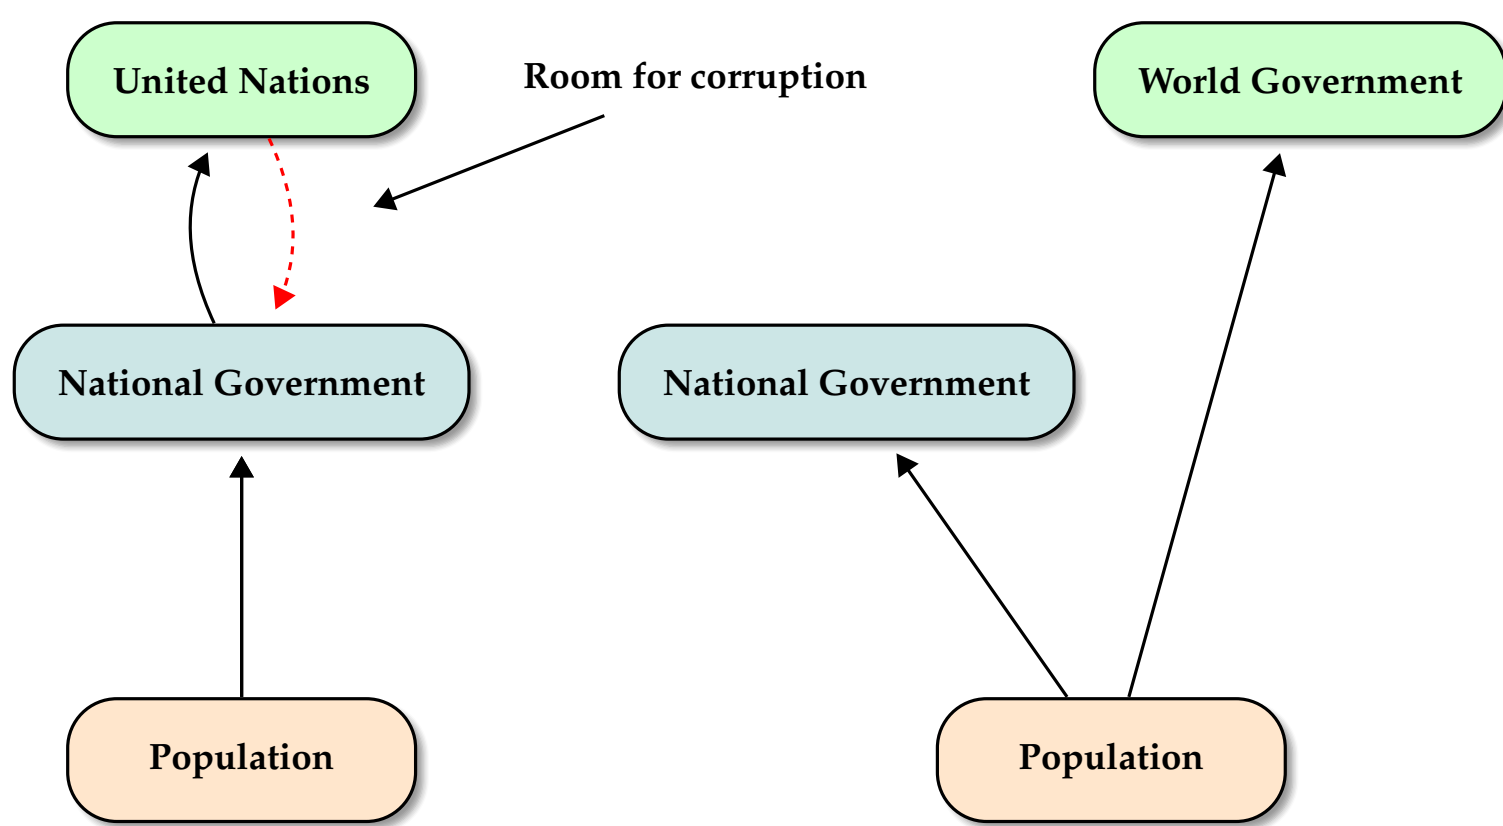 United Nations
Room for corruption
World Government
National Government
National Government
Population
Population